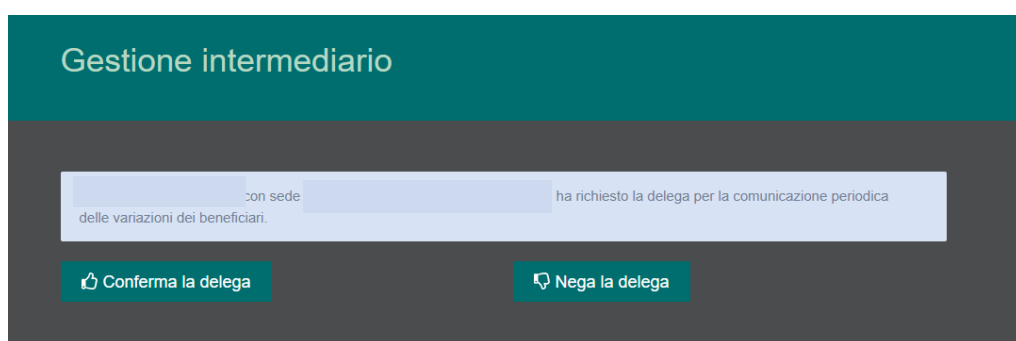 Gestione intermediario
con sede ha richiesto la delega per la comunicazione periodica
delle variazioni dei beneficiari.
Conferma la delega Nega la delega